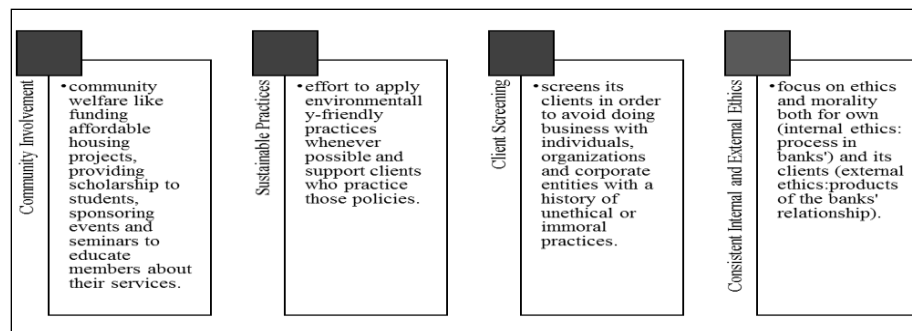 Community Involvement
•community
welfare like
funding
affordable
housing
projects,
providing
scholarship to
students,
sponsoring
events and
seminars to
educate
members about
their services.
Sustainable Practices
•effort to apply
environmentall
y-friendly
practices
whenever
possible and
support clients
who practice
those policies.
Client Screening
•screens its
clients in order
to avoid doing
business with
individuals,
organizations
and corporate
entities with a
history of
unethical or
immoral
practices.
Consistent Internal and External Ethics
•focus on ethics
and morality
both for own
(internal ethics:
process in
banks') and its
clients (external
ethics:products
of the banks'
relationship).